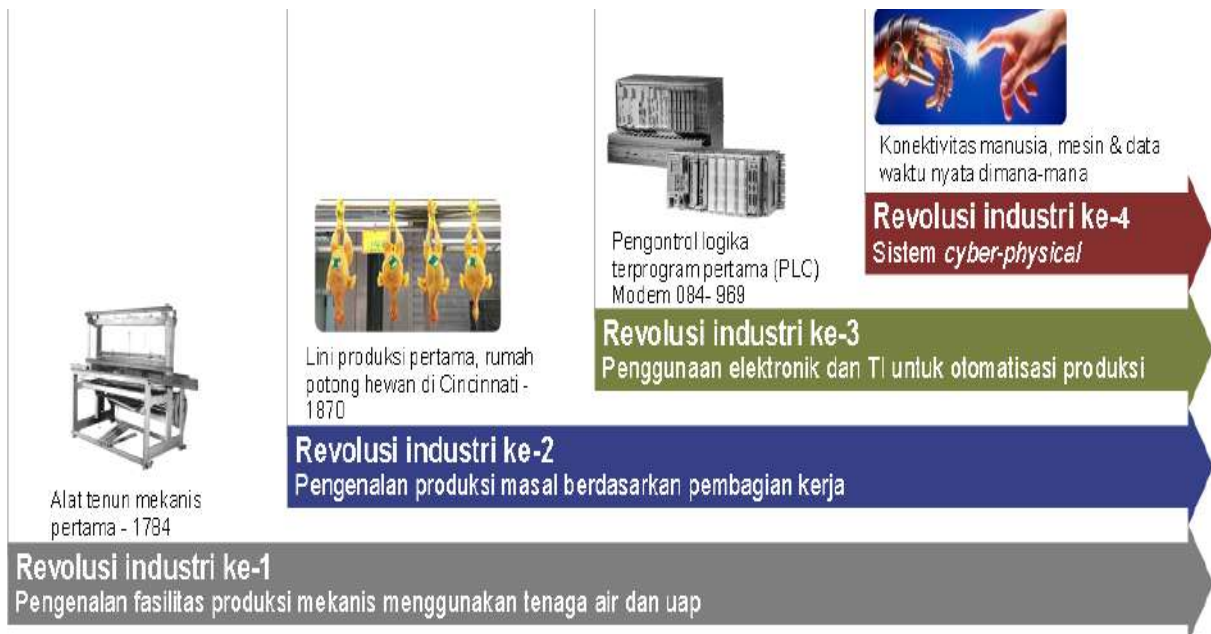 Konektivitas manusia, mesin & data
waktu nyata dimana-mana
Revolusi industri ke-4
Sistem cyber-physical
Pengontrol logika
terprogram pertama (PLC)
Modem 084- 969
Revolusi industri ke-3
Penggunaan elektronik dan TI untuk otomatisasi produksi
Lini produksi pertama, rumah
potong hewan di Cincinnati -
1870
Revolusi industri ke-2
Pengenalan produksi masal berdasarkan pembagian kerja
Alat tenun mekanis
pertama - 1784
Revolusi industri ke-1
Pengenalan fasilitas produksi mekanis menggunakan tenaga air dan uap